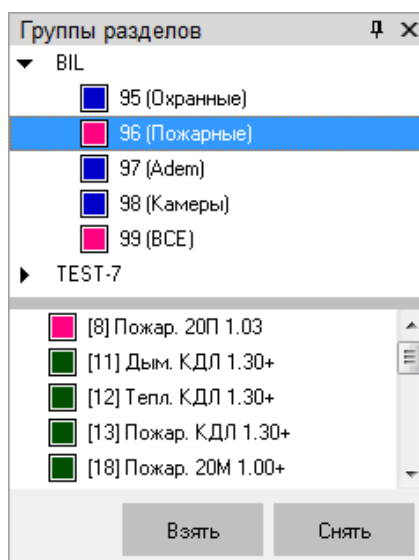 Группы разделов
BIL
95 (Охранные)
96 (Пожарные)
97 (Adem)
98 (Камеры)
99 (ВСЕ)
TEST-7
[8] Пожар. 20П 1.03
[11] Дым. КДЛ 1.30+
[12] Тепл. КДЛ 1.30+
[13] Пожар. КДЛ 1.30+
[18] Пожар. 20М 1.00+
Взять
Снять